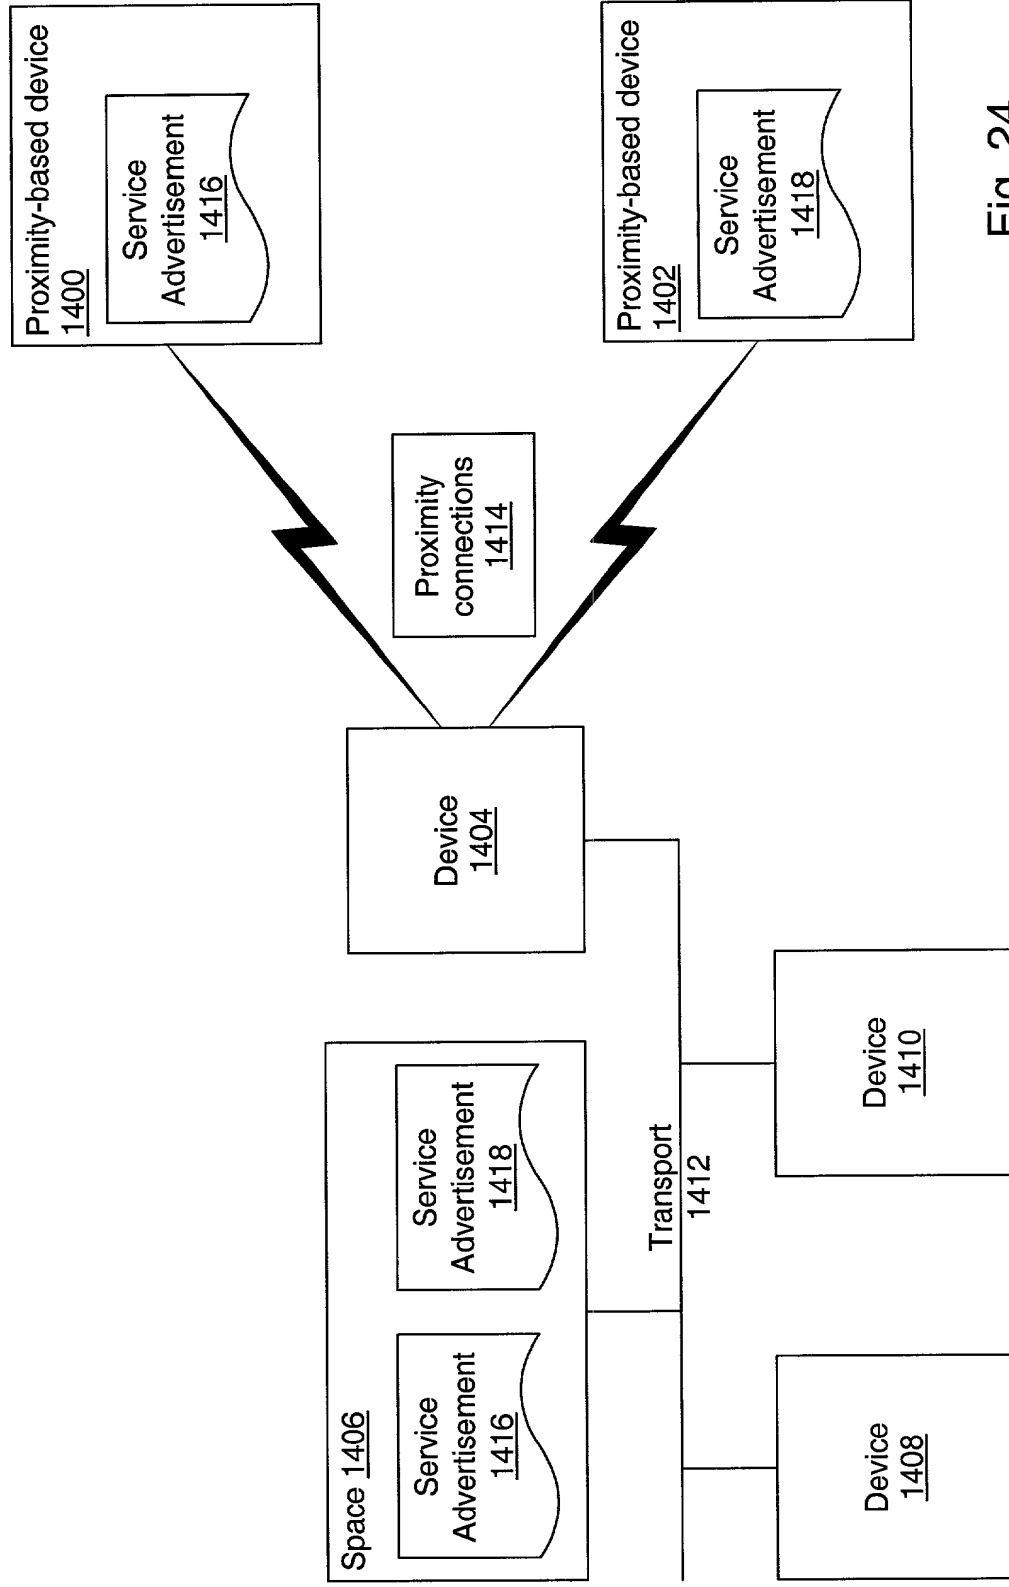 Proximity-based device
1400
Service
Advertisement
1416
Proximity-based device
1402
Service
Advertisement
1418
Proximity
connections
1414
Device
1404
Space 1406
Service
Advertisement
1416
Service
Advertisement
1418
Transport
1412
Device
1408
Device
1410
Fig. 24